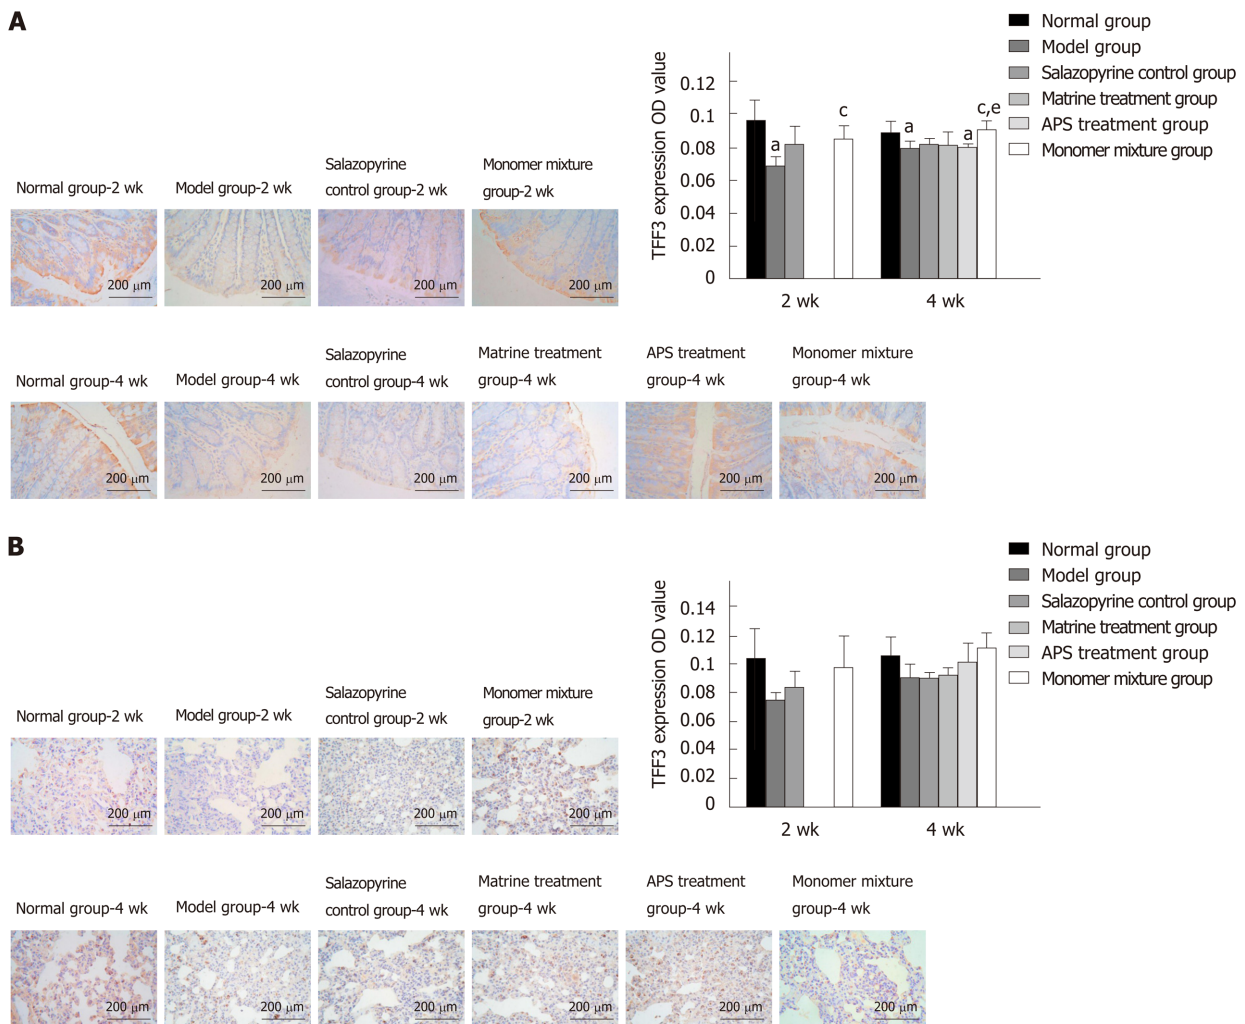 A
Normal group
Model group
Salazopyrine control group
Matrine treatment group
APS treatment group
Monomer mixture group
TFF3 expression OD value
0.12
0.1
0.08
0.06
0.04
0.02
0
a
c
a
a
c,e
2 wk
4 wk
Normal group-2 wk
Model group-2 wk
Salazopyrine
control group-2 wk
Monomer mixture
group-2 wk
200 μm
200 μm
200 μm
200 μm
Normal group-4 wk
Model group-4 wk
Salazopyrine
control group-4 wk
Matrine treatment
group-4 wk
APS treatment
group-4 wk
Monomer mixture
group-4 wk
200 μm
200 μm
200 μm
200 μm
200 μm
200 μm
B
Normal group
Model group
Salazopyrine control group
Matrine treatment group
APS treatment group
Monomer mixture group
TFF3 expression OD value
0.14
0.12
0.1
0.08
0.06
0.04
0.02
0
2 wk
4 wk
Normal group-2 wk
Model group-2 wk
Salazopyrine
control group-2 wk
Monomer mixture
group-2 wk
200 μm
200 μm
200 μm
200 μm
Normal group-4 wk
Model group-4 wk
Salazopyrine
control group-4 wk
Matrine treatment
group-4 wk
APS treatment
group-4 wk
Monomer mixture
group-4 wk
200 μm
200 μm
200 μm
200 μm
200 μm
200 μm